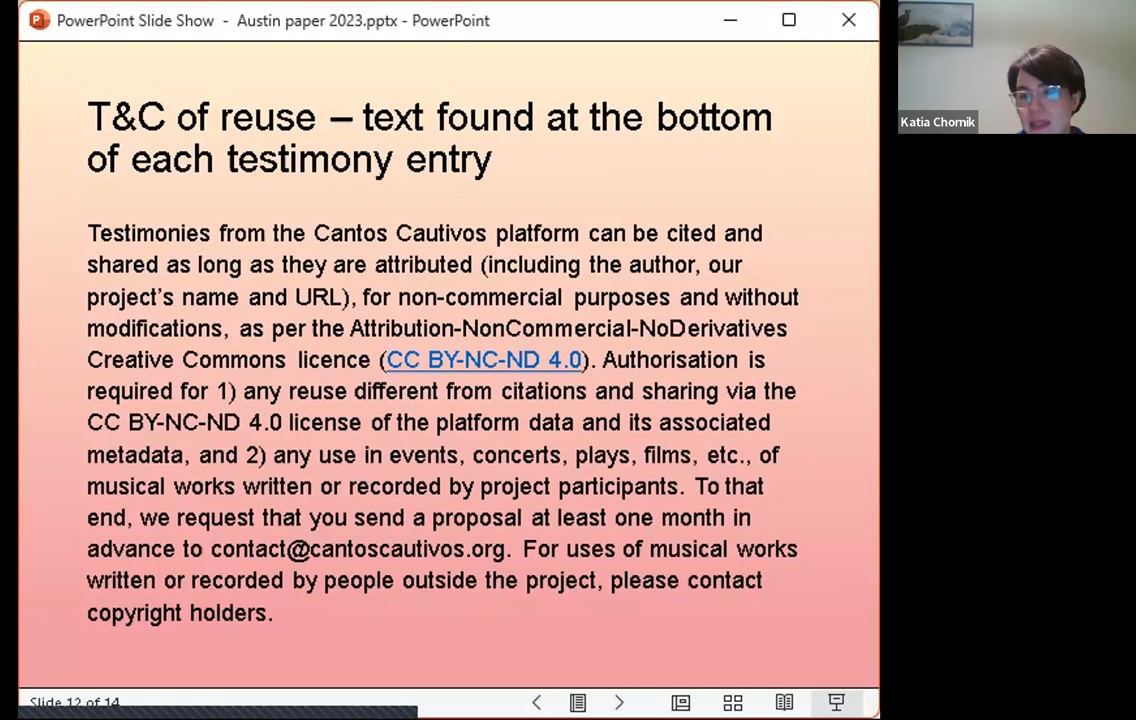 PowerPoint Slide Show - Austin paper 2023.pptx - PowerPoint
Katia Chornik
T&C of reuse – text found at the bottom
of each testimony entry
Testimonies from the Cantos Cautivos platform can be cited and
shared as long as they are attributed (including the author, our
project's name and URL), for non-commercial purposes and without
modifications, as per the Attribution-NonCommercial-NoDerivatives
Creative Commons licence (CC BY-NC-ND 4.0). Authorisation is
required for 1) any reuse different from citations and sharing via the
CC BY-NC-ND 4.0 license of the platform data and its associated
metadata, and 2) any use in events, concerts, plays, films, etc., of
musical works written or recorded by project participants. To that
end, we request that you send a proposal at least one month in
advance to contact@cantoscautivos.org. For uses of musical works
written or recorded by people outside the project, please contact
copyright holders.
Slide 12 of 14